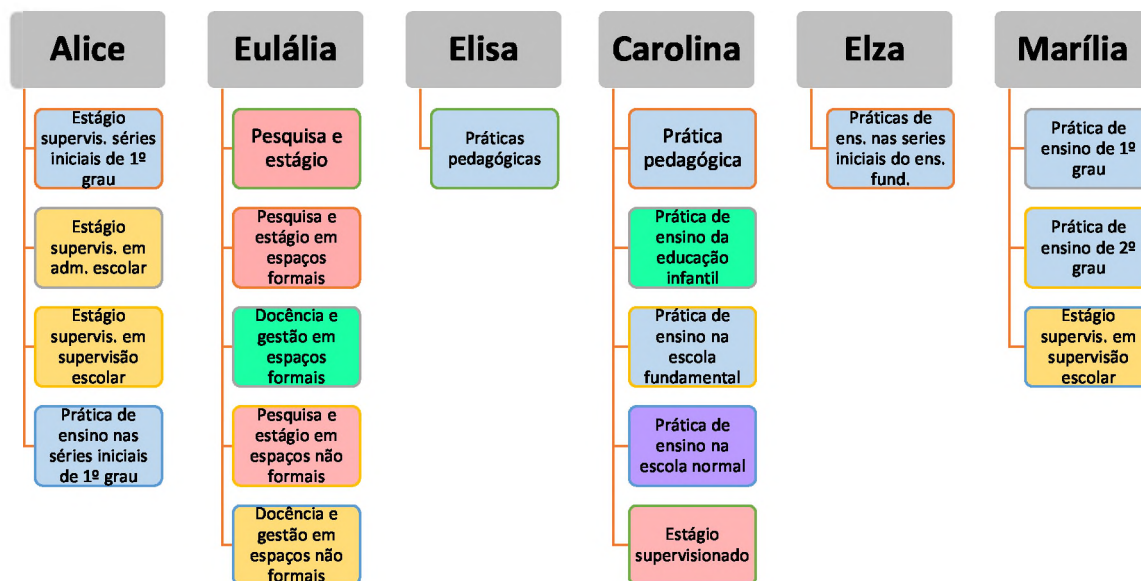 Alice
Estágio
supervis. séries
iniciais de 1º
grau
Estágio
supervis. em
adm. escolar
Estágio
supervis. em
supervisão
escolar
Prática de
ensino nas
séries iniciais
de 1º grau
Eulália
Pesquisa e
estágio
Pesquisa e
estágio em
espaços
formais
Docência e
gestão em
espaços
formais
Pesquisa e
estágio em
espaços não
formais
Docência e
gestão em
espaços não
formais
Elisa
Práticas
pedagógicas
Carolina
Prática
pedagógica
Prática de
ensino da
educação
infantil
Prática de
ensino na
escola
fundamental
Prática de
ensino na
escola normal
Estágio
supervisionado
Elza
Práticas de
ens. nas series
iniciais do ens.
fund.
Marília
Prática de
ensino de 1º
grau
Prática de
ensino de 2º
grau
Estágio
supervis. em
supervisão
escolar